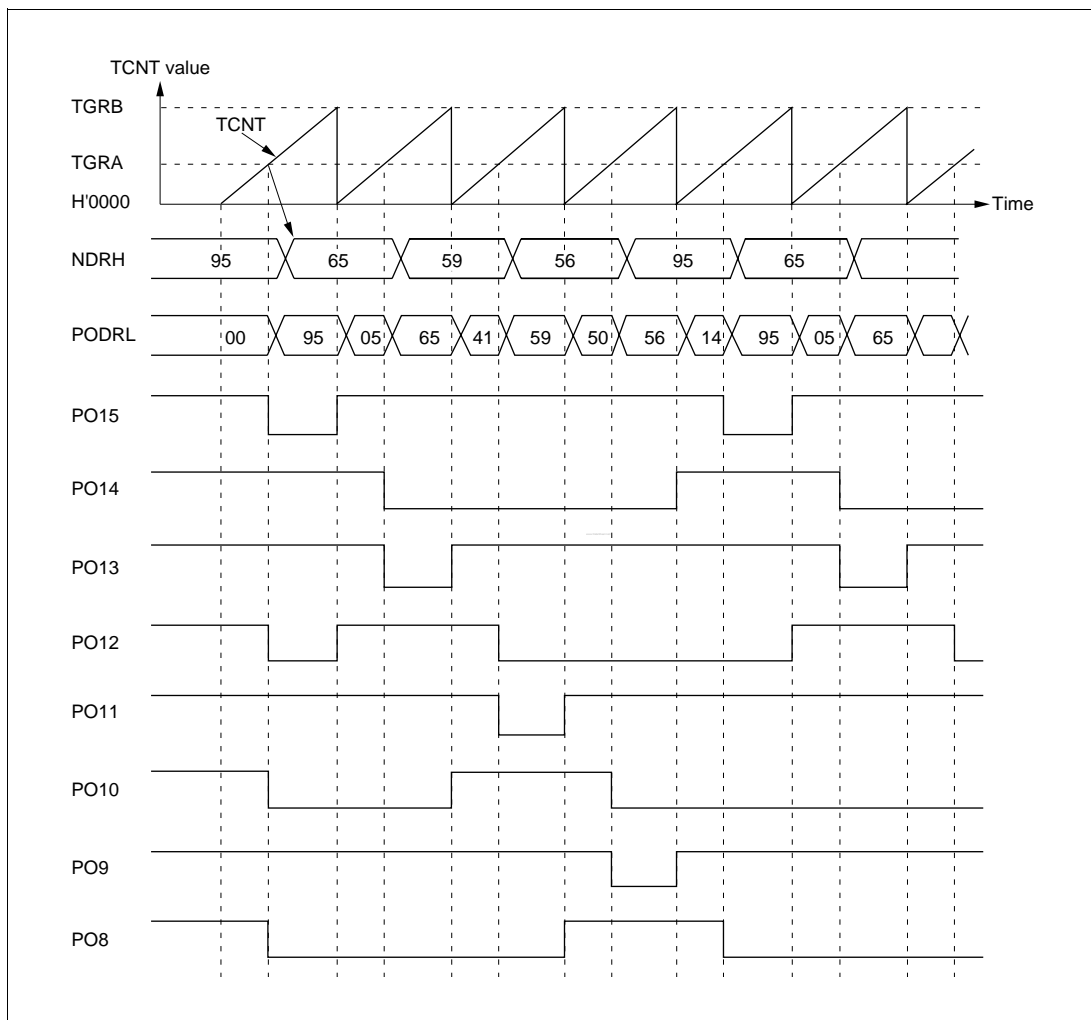 TCNT value
TGRB
TCNT
TGRA
H'0000
Time
NDRH
95 65 59 56 95 65
PODRL
00 95 05 65 41 59 50 56 14 95 05 65
PO15
PO14
PO13
PO12
PO11
PO10
PO9
PO8